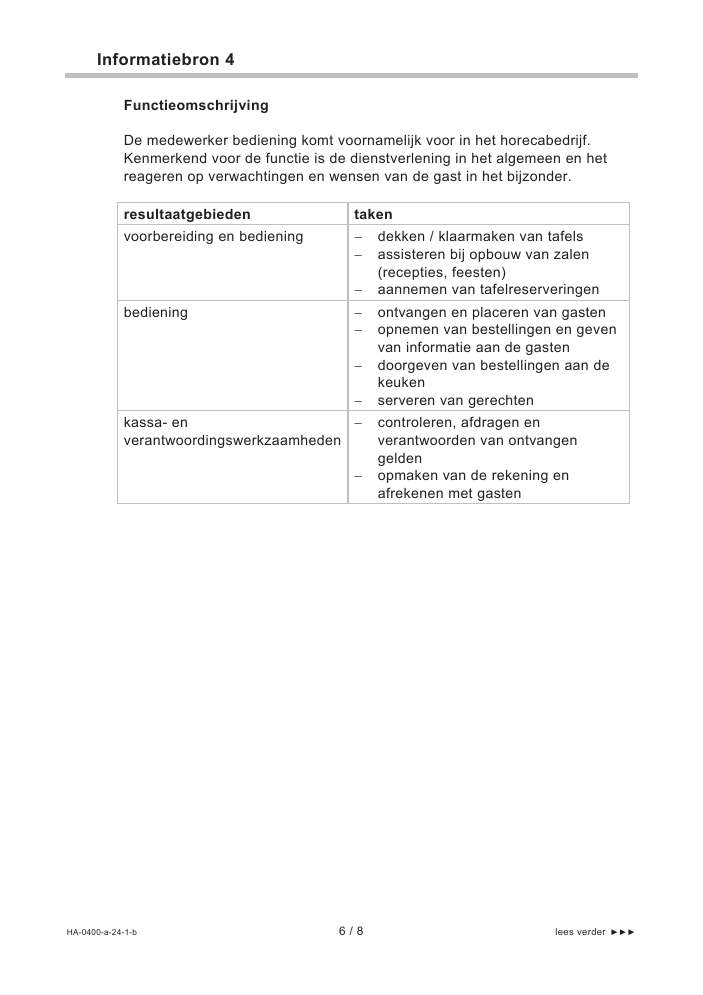 Informatiebron 4
Functieomschrijving
De medewerker bediening komt voornamelijk voor in het horecabedrijf.
Kenmerkend voor de functie is de dienstverlening in het algemeen en het
reageren op verwachtingen en wensen van de gast in het bijzonder.
resultaatgebieden
taken
voorbereiding en bediening
– dekken / klaarmaken van tafels
– assisteren bij opbouw van zalen
(recepties, feesten)
– aannemen van tafelreserveringen
bediening
– ontvangen en placeren van gasten
– opnemen van bestellingen en geven
van informatie aan de gasten
– doorgeven van bestellingen aan de
keuken
– serveren van gerechten
kassa- en
verantwoordingswerkzaamheden
– controleren, afdragen en
verantwoorden van ontvangen
gelden
– opmaken van de rekening en
afrekenen met gasten
HA-0400-a-24-1-b
6 / 8
lees verder ►►►